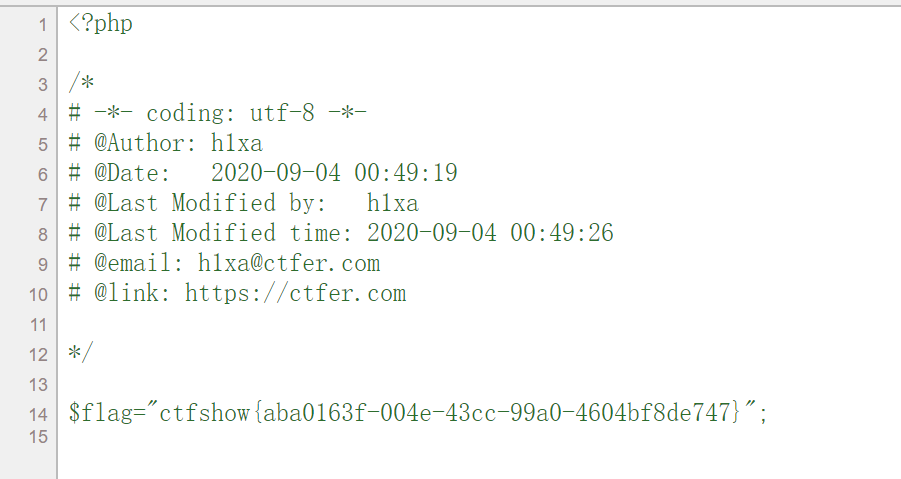 1 <?php
2
3 /*
4 # -*- coding: utf-8 -*-
5 # @Author: h1xa
6 # @Date:   2020-09-04 00:49:19
7 # @Last Modified by:   h1xa
8 # @Last Modified time: 2020-09-04 00:49:26
9 # @email: h1xa@ctfer.com
10 # @link: https://ctfer.com
11
12 */
13
14 $flag="ctfshow{aba0163f-004e-43cc-99a0-4604bf8de747}";
15